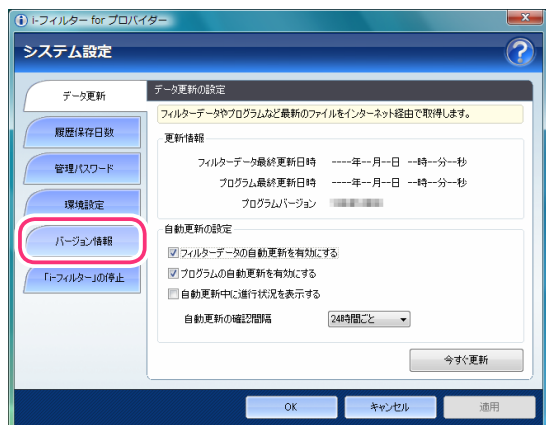 i-フィルター for プロバイダー
システム設定
?
データ更新
履歴保存日数
管理パスワード
環境設定
バージョン情報
「i-フィルター」の停止
データ更新の設定
フィルターデータやプログラムなど最新のファイルをインターネット経由で取得します。
更新情報
フィルターデータ最終更新日時 ----年--月--日 --時--分--秒
プログラム最終更新日時 ----年--月--日 --時--分--秒
プログラムバージョン
自動更新の設定
フィルターデータの自動更新を有効にする
プログラムの自動更新を有効にする
自動更新中に進行状況を表示する
自動更新の確認間隔 24時間ごと
今すぐ更新
OK キャンセル 適用